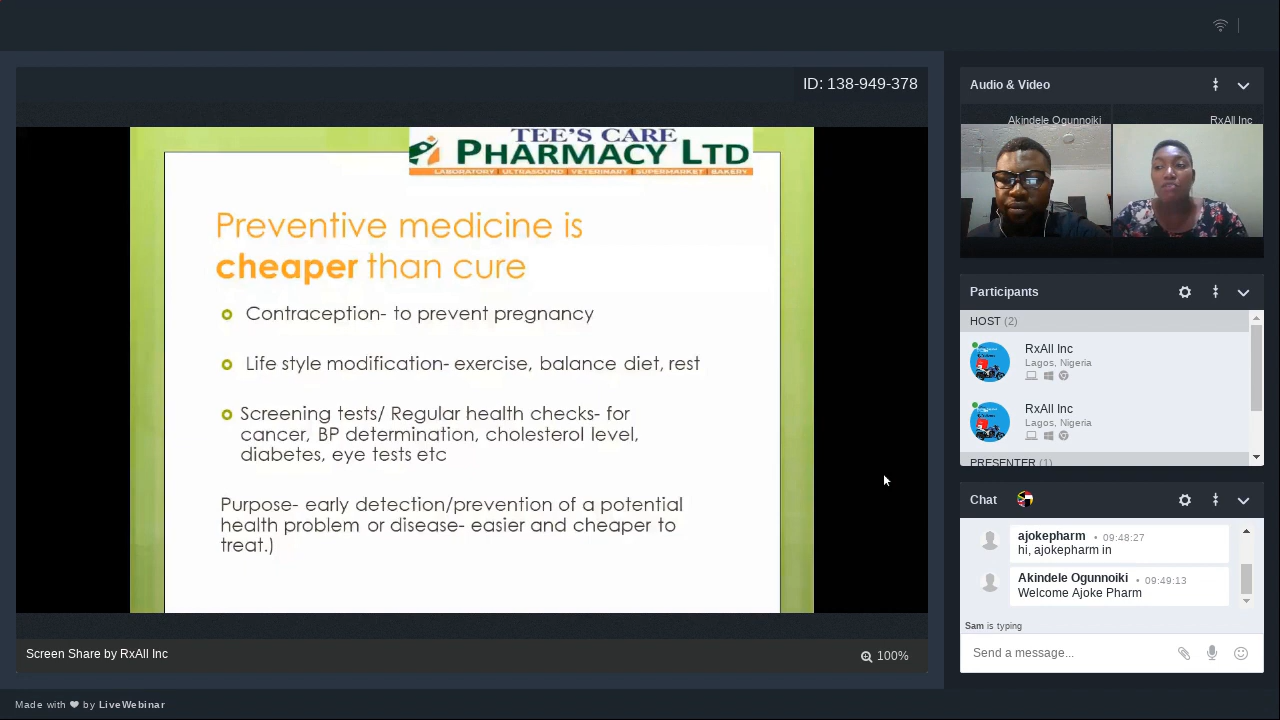 ID: 138-949-378
TEE'S CARE
PHARMACY LTD
LABORATORY | ULTRASOUND | VETERINARY | SUPERMARKET | BAKERY
Preventive medicine is
cheaper than cure
Contraception- to prevent pregnancy
Life style modification- exercise, balance diet, rest
Screening tests/ Regular health checks- for
cancer, BP determination, cholesterol level,
diabetes, eye tests etc
Purpose- early detection/prevention of a potential
health problem or disease- easier and cheaper to
treat.)
Screen Share by RxAll Inc
100%
Audio & Video
Akindele Ogunnoiki
RxAll Inc
Participants
HOST (2)
RxAll Inc
Lagos, Nigeria
RxAll Inc
Lagos, Nigeria
PRESENTER (1)
Chat
ajokepharm • 09:48:27
hi, ajokepharm in
Akindele Ogunnoiki • 09:49:13
Welcome Ajoke Pharm
Sam is typing
Send a message...
Made with ❤ by LiveWebinar